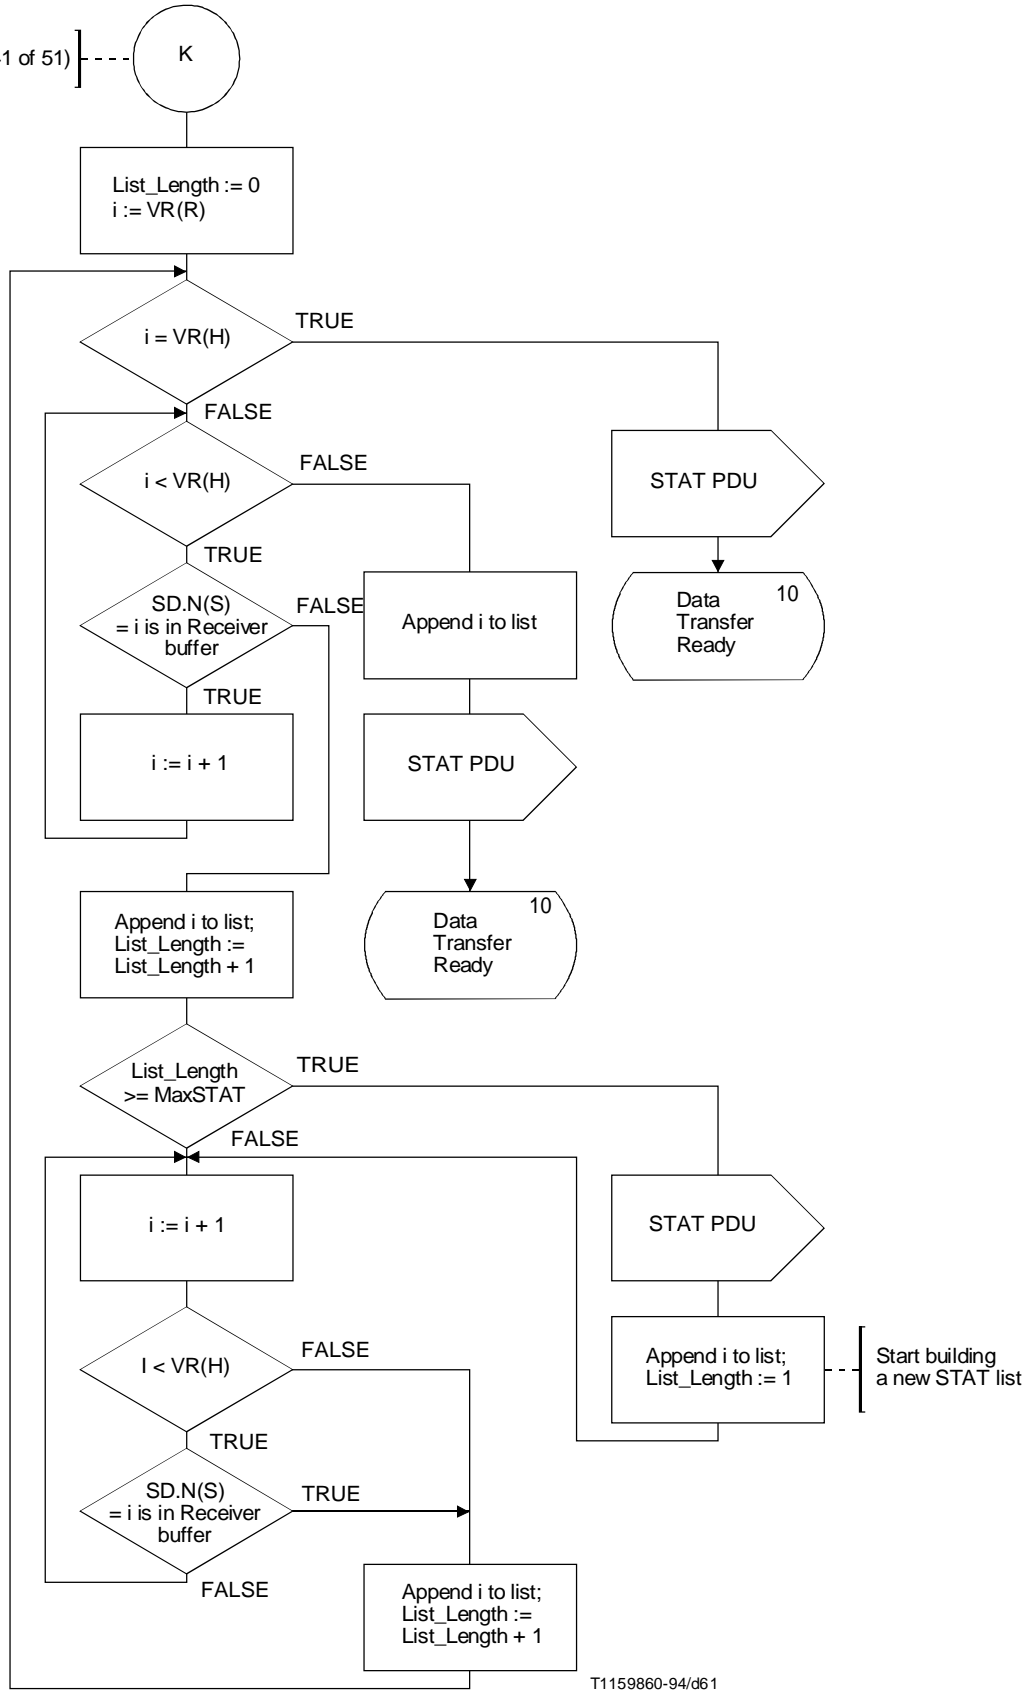 1 of 51)
K
List_Length := 0
i := VR(R)
i = VR(H)
TRUE
FALSE
i < VR(H)
FALSE
STAT PDU
TRUE
SD.N(S)
= i is in Receiver
buffer
FALSE
Append i to list
10
Data
Transfer
Ready
TRUE
i := i + 1
STAT PDU
Append i to list;
List_Length :=
List_Length + 1
10
Data
Transfer
Ready
List_Length
>= MaxSTAT
TRUE
FALSE
i := i + 1
STAT PDU
I < VR(H)
FALSE
Append i to list;
List_Length := 1
Start building
a new STAT list
TRUE
SD.N(S)
= i is in Receiver
buffer
TRUE
FALSE
Append i to list;
List_Length :=
List_Length + 1
T1159860-94/d61